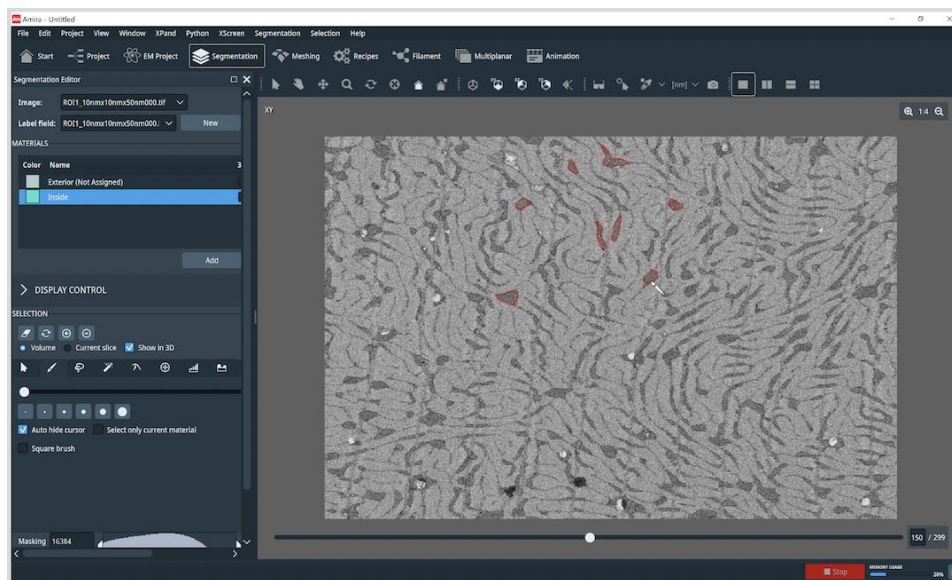 Am Amira - Untitled
File Edit Project View Window XPand Python XScreen Segmentation Selection Help
Start Project EM Project Segmentation Meshing Recipes Filament Multiplanar Animation
Segmentation Editor
[nm]
Image: ROI1_10nmx10nmx50nm000.tif
XY
1:4
Label field: ROI1_10nmx10nmx50nm000. New
MATERIALS
Color Name 3
Exterior (Not Assigned)
Inside
Add
DISPLAY CONTROL
SELECTION
Volume Current slice Show in 3D
Auto hide cursor Select only current material
Square brush
Masking 16384
150 / 299
Stop
MEMORY USAGE
28%